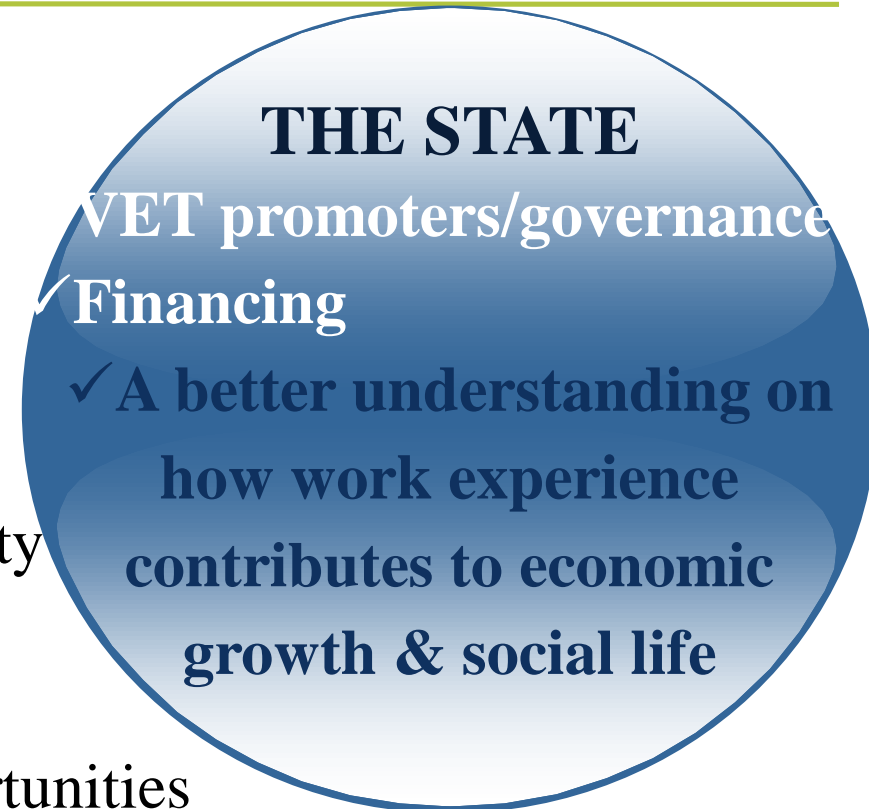 THE STATE
VET promoters/governance
✓Financing
✓A better understanding on
how work experience
contributes to economic
ty
growth & social life
rtunities